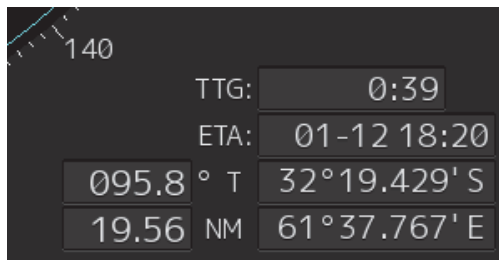 140
TTG: 0:39
ETA: 01-12 18:20
095.8 ° T 32°19.429' S
19.56 NM 61°37.767' E